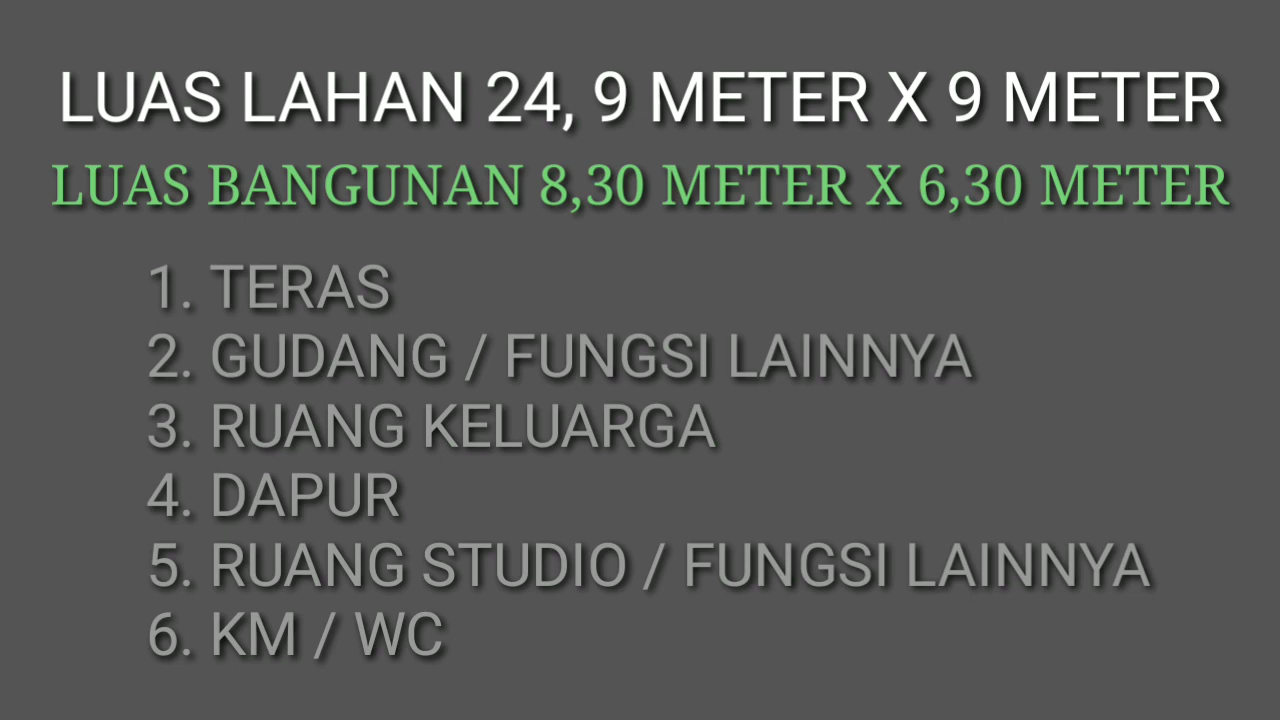 LUAS LAHAN 24, 9 METER X 9 METER
LUAS BANGUNAN 8,30 METER X 6,30 METER
1. TERAS
2. GUDANG / FUNGSI LAINNYA
3. RUANG KELUARGA
4. DAPUR
5. RUANG STUDIO / FUNGSI LAINNYA
6. KM / WC